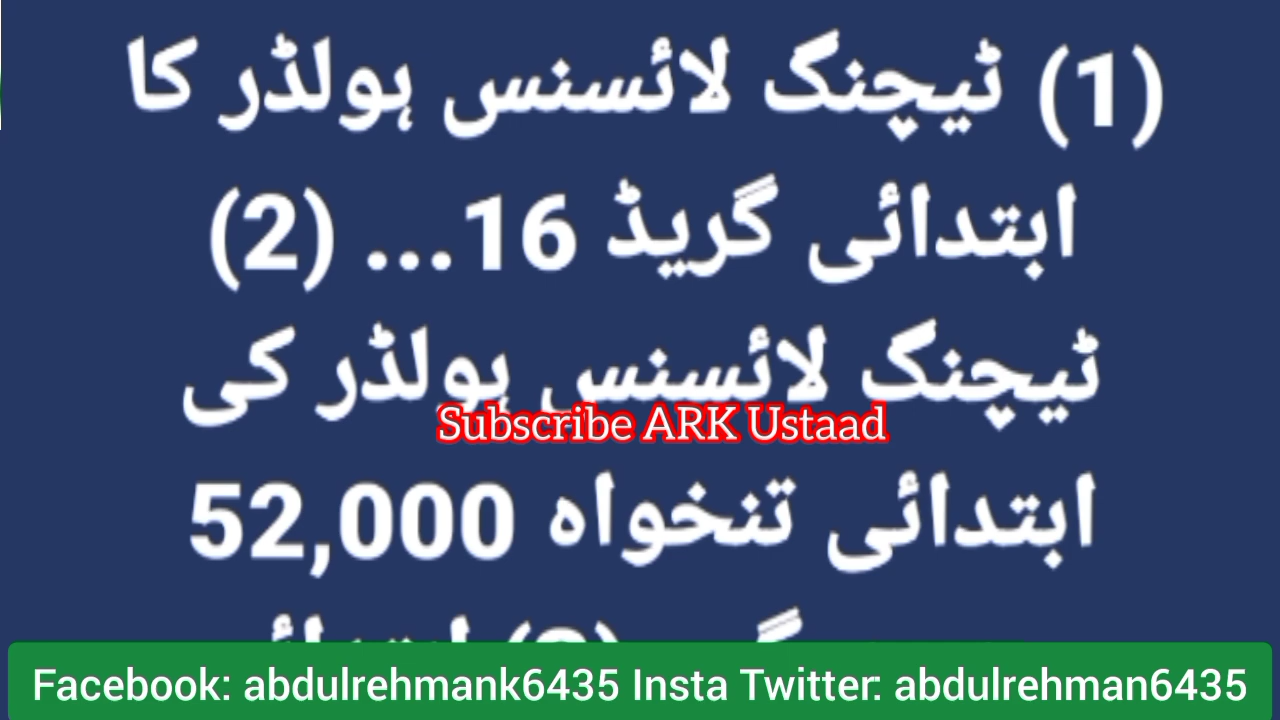 (1) ٹیچنگ لائسنس ہولڈر کا
ابتدائی گریڈ 16... (2)
ٹیچنگ لائسنس ہولڈر کی
Subscribe ARK Ustaad
ابتدائی تنخواہ 52,000
Facebook: abdulrehmank6435 Insta Twitter: abdulrehman6435